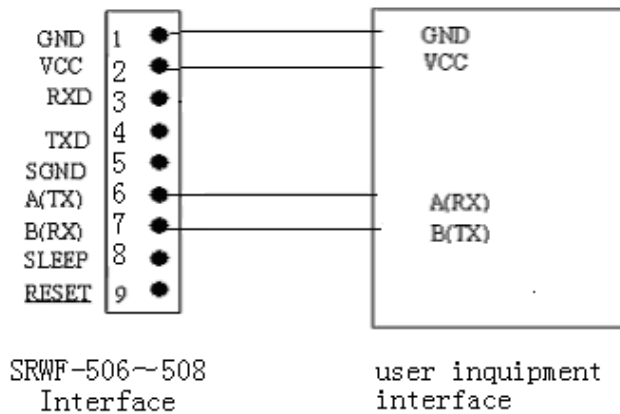 GND 1 GND
VCC 2 VCC
RXD 3
TXD 4
SGND 5
A(TX) 6 A(RX)
B(RX) 7 B(TX)
SLEEP 8
RESET 9
SRWF-506～508 user inquipment
Interface interface